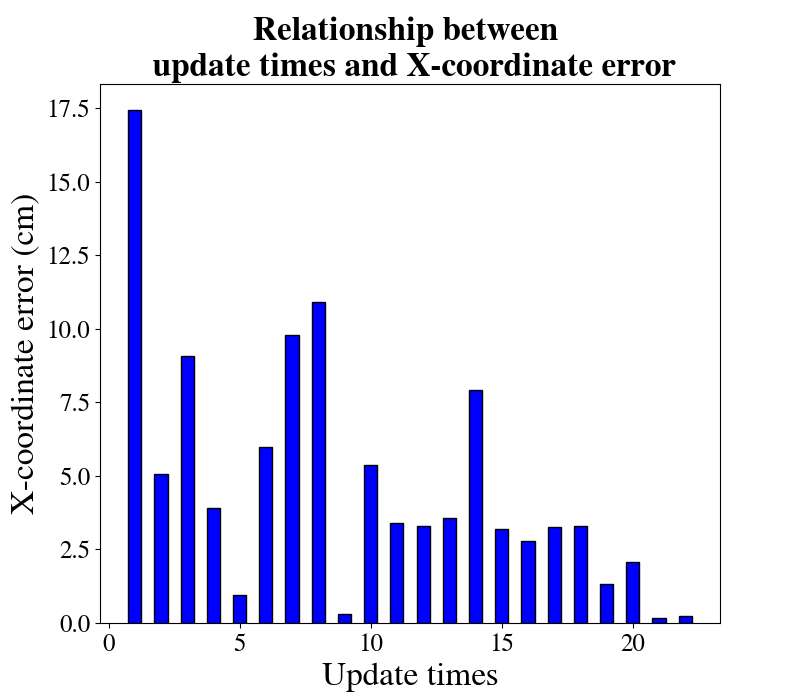 Relationship between
update times and X-coordinate error
X-coordinate error (cm)
17.5
15.0
12.5
10.0
7.5
5.0
2.5
0.0
0 5 10 15 20
Update times